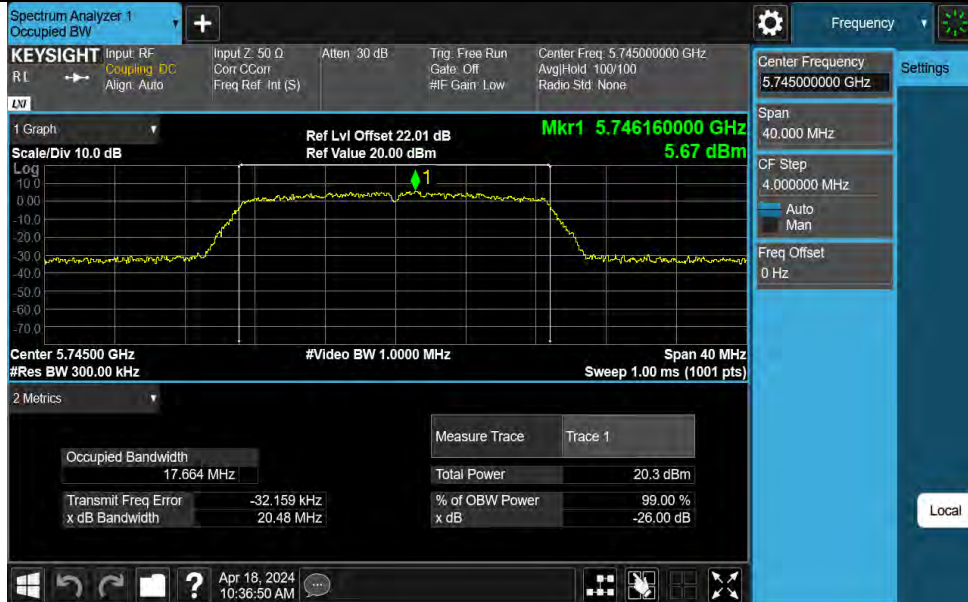 Spectrum Analyzer 1
Occupied BW
+
Frequency
KEYSIGHT
RL
LXI
Input: RF
Coupling: DC
Align: Auto
Input Z: 50 Ω
Corr CCorr
Freq Ref: Int (S)
Atten: 30 dB
Trig: Free Run
Gate: Off
#IF Gain: Low
Center Freq: 5.745000000 GHz
Avg|Hold: 100/100
Radio Std: None
Center Frequency
5.745000000 GHz
Settings
Span
40.000 MHz
CF Step
4.000000 MHz
Auto
Man
Freq Offset
0 Hz
Local
1 Graph
Scale/Div 10.0 dB
Ref Lvl Offset 22.01 dB
Ref Value 20.00 dBm
Mkr1 5.746160000 GHz
5.67 dBm
Log
1
10.0
0.00
-10.0
-20.0
-30.0
-40.0
-50.0
-60.0
-70.0
Center 5.74500 GHz
#Video BW 1.0000 MHz
Span 40 MHz
#Res BW 300.00 kHz
Sweep 1.00 ms (1001 pts)
2 Metrics
Measure Trace Trace 1
Occupied Bandwidth
17.664 MHz
Total Power 20.3 dBm
Transmit Freq Error -32.159 kHz
% of OBW Power 99.00 %
x dB Bandwidth 20.48 MHz
x dB -26.00 dB
?
Apr 18, 2024
10:36:50 AM